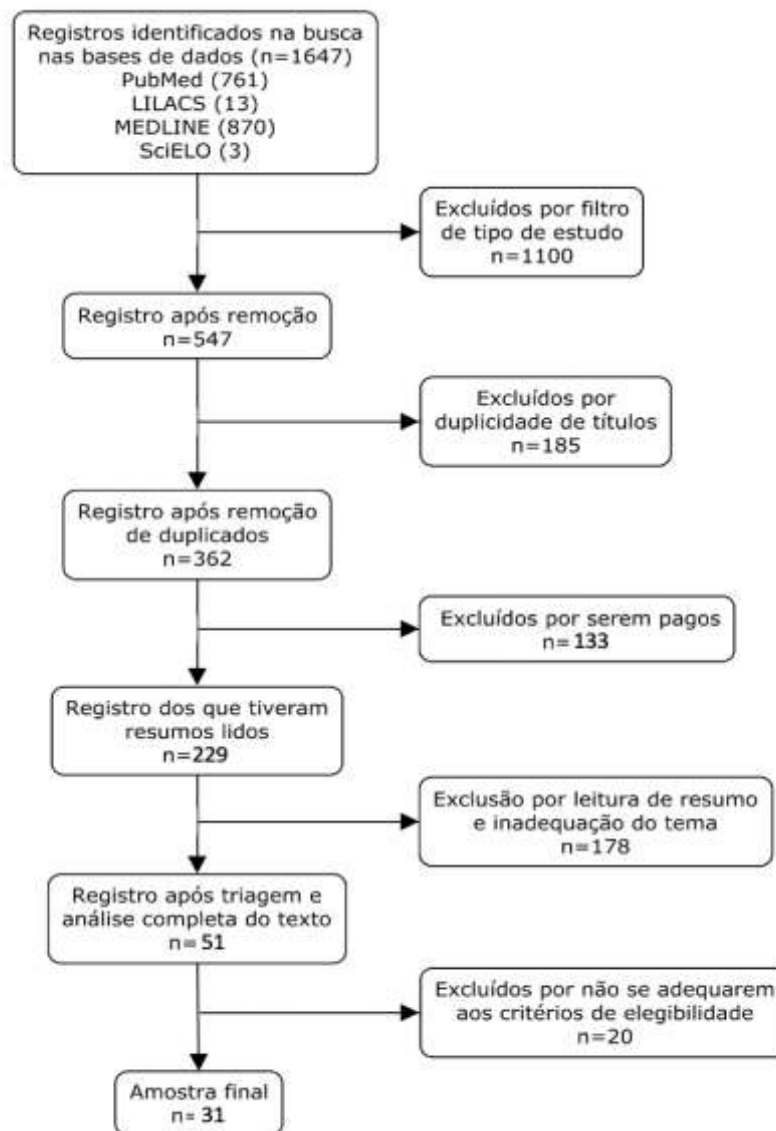 Registros identificados na busca
nas bases de dados (n=1647)
PubMed (761)
LILACS (13)
MEDLINE (870)
SciELO (3)
Excluídos por filtro
de tipo de estudo
n=1100
Registro após remoção
n=547
Excluídos por
duplicidade de títulos
n=185
Registro após remoção
de duplicados
n=362
Excluídos por serem pagos
n=133
Registro dos que tiveram
resumos lidos
n=229
Exclusão por leitura de resumo
e inadequação do tema
n=178
Registro após triagem e
análise completa do texto
n=51
Excluídos por não se adequarem
aos critérios de elegibilidade
n=20
Amostra final
n=31